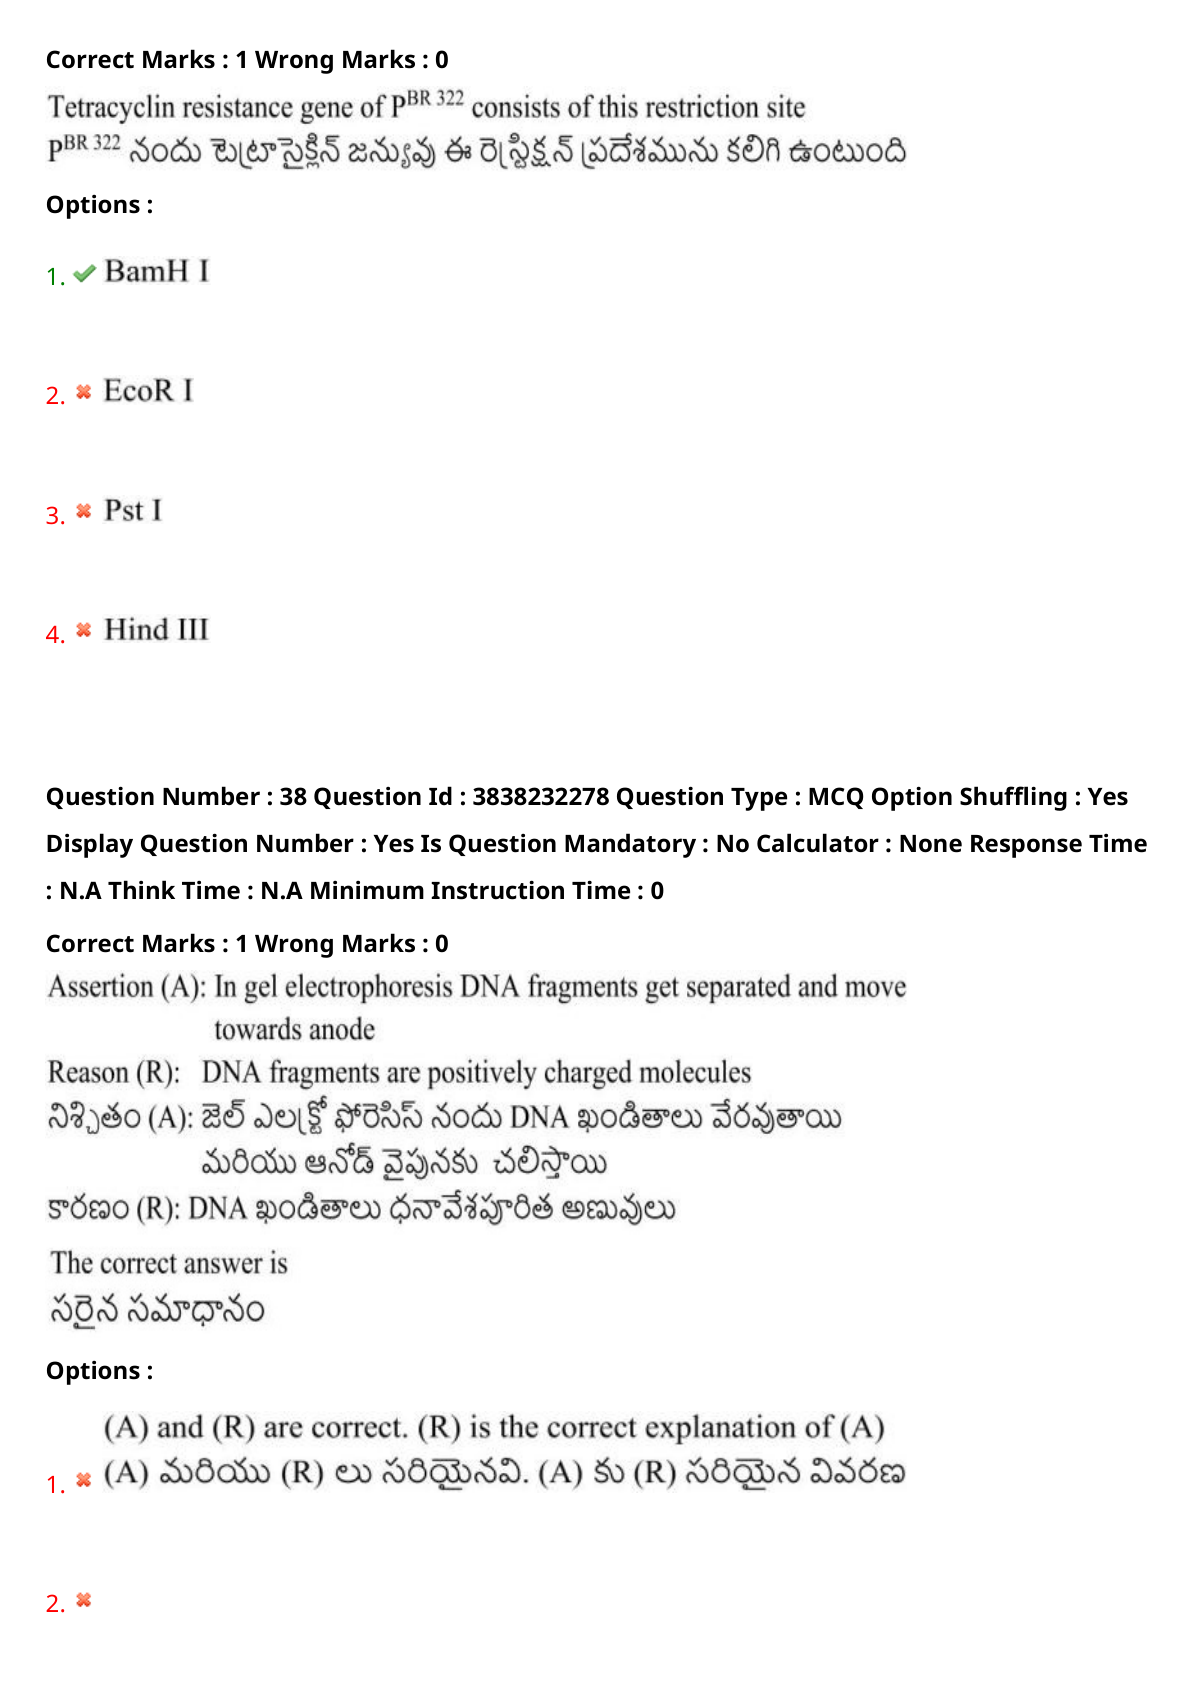 Correct Marks : 1 Wrong Marks : 0
Tetracyclin resistance gene of P^BR 322 consists of this restriction site
P^BR 322 నందు టెట్రాసైక్లిన్ జన్యువు ఈ రెస్ట్రిక్షన్ ప్రదేశమును కలిగి ఉంటుంది
Options :
1. ✔ BamH I
2. ✖ EcoR I
3. ✖ Pst I
4. ✖ Hind III
Question Number : 38 Question Id : 3838232278 Question Type : MCQ Option Shuffling : Yes
Display Question Number : Yes Is Question Mandatory : No Calculator : None Response Time
: N.A Think Time : N.A Minimum Instruction Time : 0
Correct Marks : 1 Wrong Marks : 0
Assertion (A): In gel electrophoresis DNA fragments get separated and move
towards anode
Reason (R): DNA fragments are positively charged molecules
నిశ్చితం (A): జెల్ ఎలక్ట్రో ఫోరెసిస్ నందు DNA ఖండితాలు వేరవుతాయి
మరియు ఆనోడ్ వైపునకు చలిస్తాయి
కారణం (R): DNA ఖండితాలు ధనావేశపూరిత అణువులు
The correct answer is
సరైన సమాధానం
Options :
(A) and (R) are correct. (R) is the correct explanation of (A)
1. ✖ (A) మరియు (R) లు సరియైనవి. (A) కు (R) సరియైన వివరణ
2. ✖